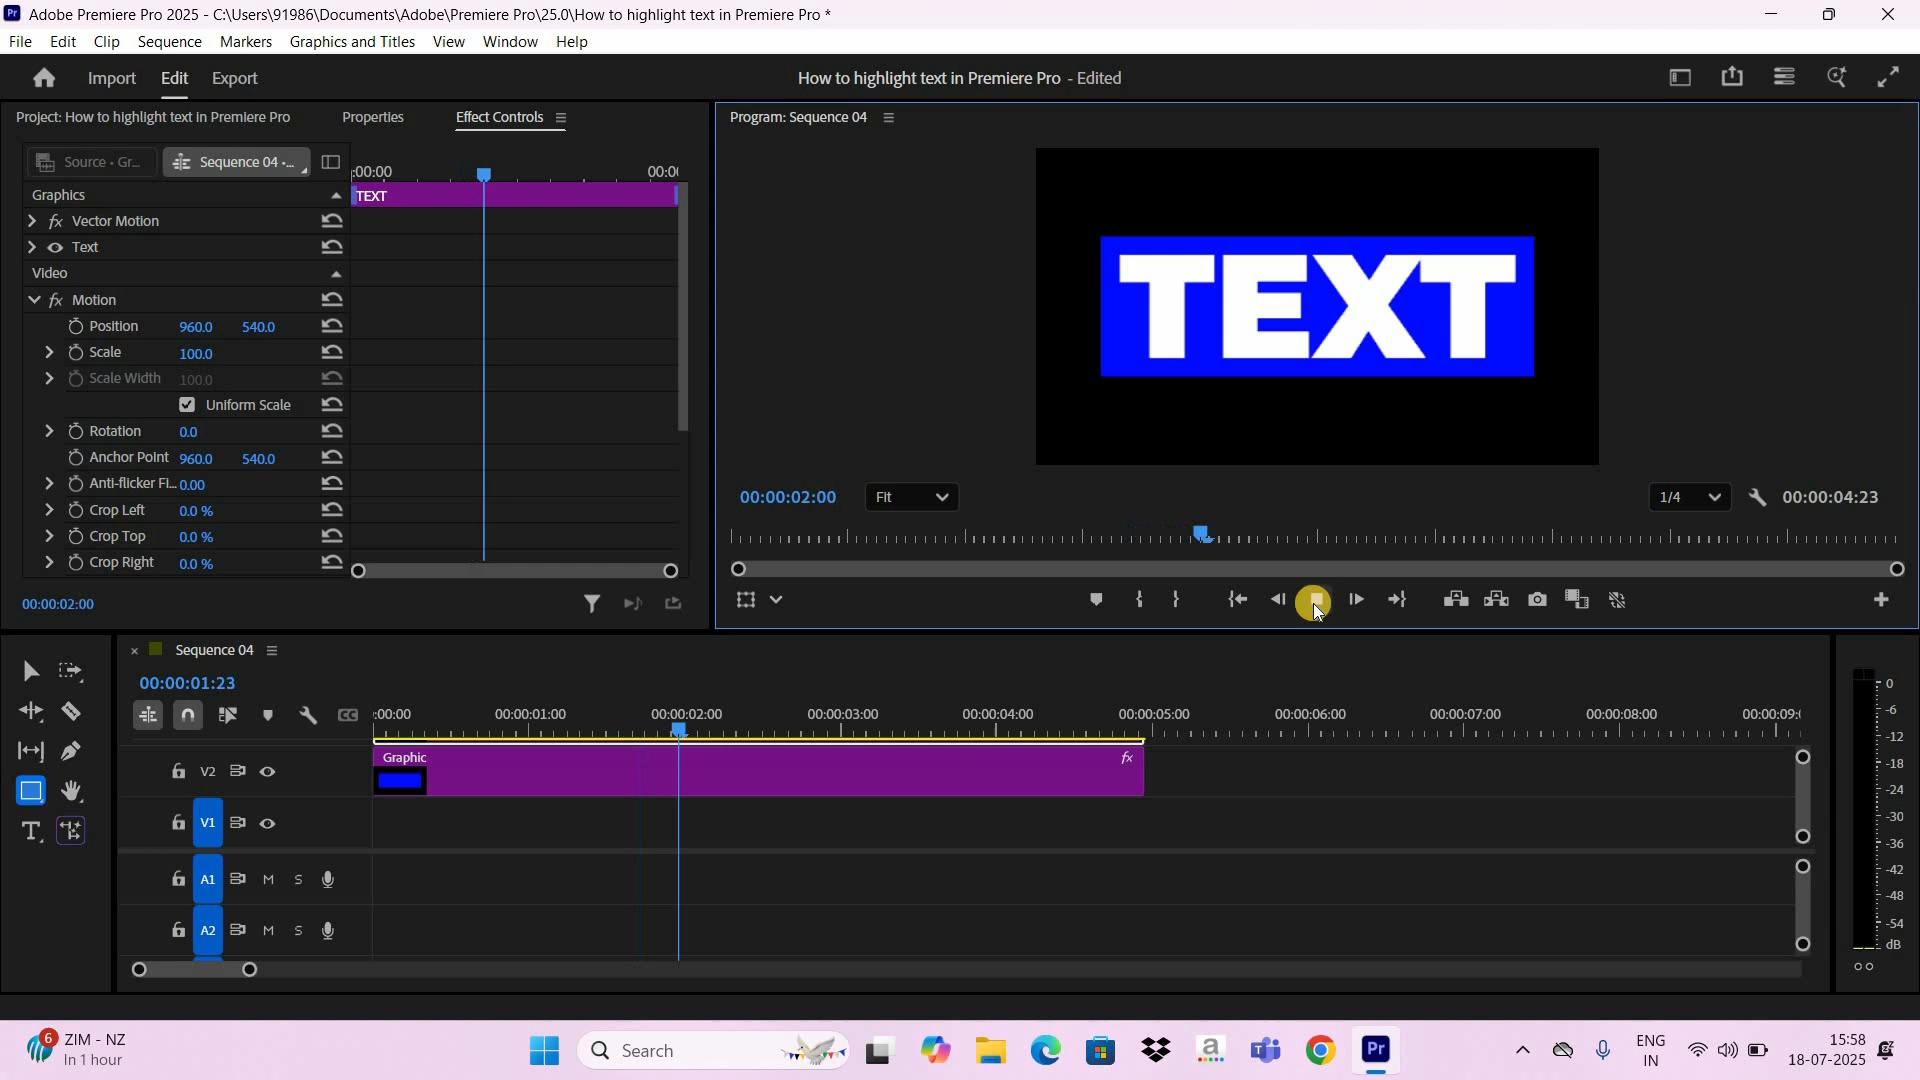 Pr Adobe Premiere Pro 2025 - C:\Users\91986\Documents\Adobe\Premiere Pro\25.0\How to highlight text in Premiere Pro *
File Edit Clip Sequence Markers Graphics and Titles View Window Help
Import Edit Export
How to highlight text in Premiere Pro - Edited
Project: How to highlight text in Premiere Pro
Properties
Effect Controls
Source • Gr...
Sequence 04 •...
:00:00
00:0
Graphics
TEXT
fx Vector Motion
Text
Video
fx Motion
Position 960.0 540.0
Scale 100.0
Scale Width 100.0
Uniform Scale
Rotation 0.0
Anchor Point 960.0 540.0
Anti-flicker Fi... 0.00
Crop Left 0.0 %
Crop Top 0.0 %
Crop Right 0.0 %
00:00:02:00
Program: Sequence 04
TEXT
00:00:02:00
Fit
1/4
00:00:04:23
× Sequence 04
00:00:01:23
CC
:00:00 00:00:01:00 00:00:02:00 00:00:03:00 00:00:04:00 00:00:05:00 00:00:06:00 00:00:07:00 00:00:08:00 00:00:09:
Graphic fx
V2
V1
A1 M S
A2 M S
T
0
-6
-12
-18
-24
-30
-36
-42
-48
-54
dB
6
ZIM - NZ
In 1 hour
Search
a
T
Pr
ENG
IN
15:58
18-07-2025